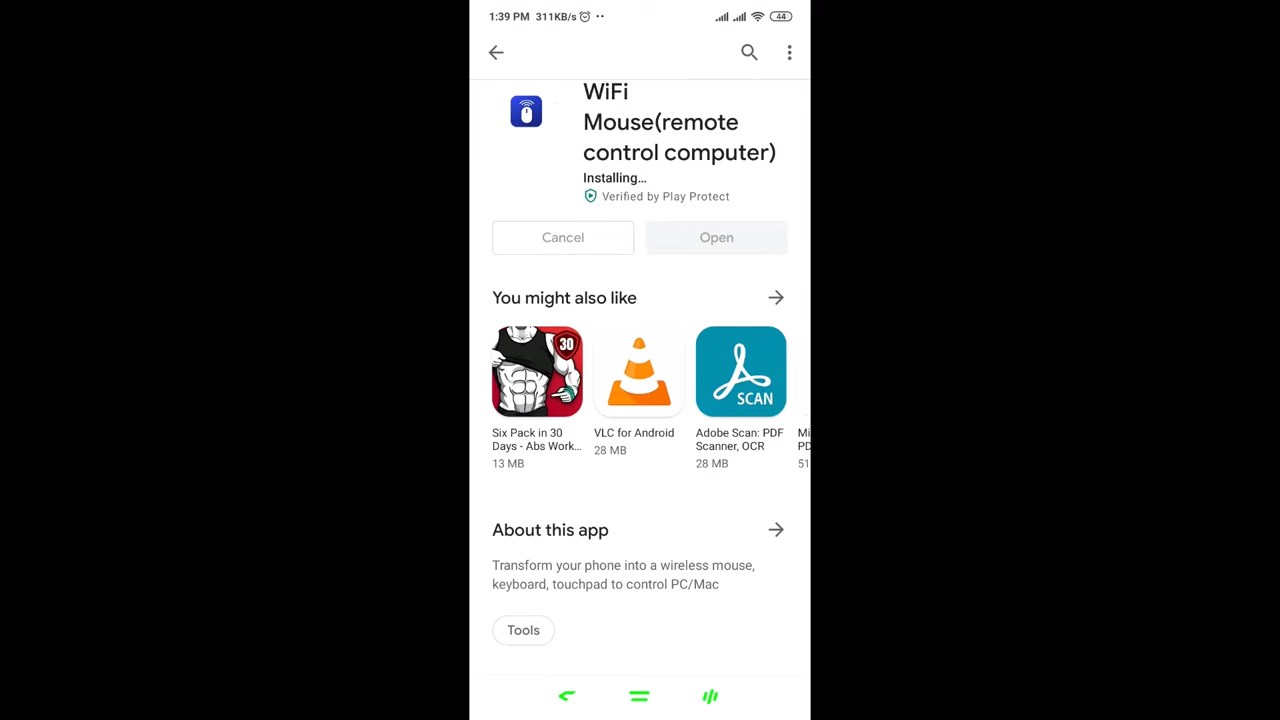 1:39 PM 311KB/s 44
WiFi
Mouse(remote
control computer)
Installing...
Verified by Play Protect
Cancel Open
You might also like
30
SCAN
Six Pack in 30
Days - Abs Work...
13 MB
VLC for Android
28 MB
Adobe Scan: PDF
Scanner, OCR
28 MB
Mi
PD
51
About this app
Transform your phone into a wireless mouse,
keyboard, touchpad to control PC/Mac
Tools